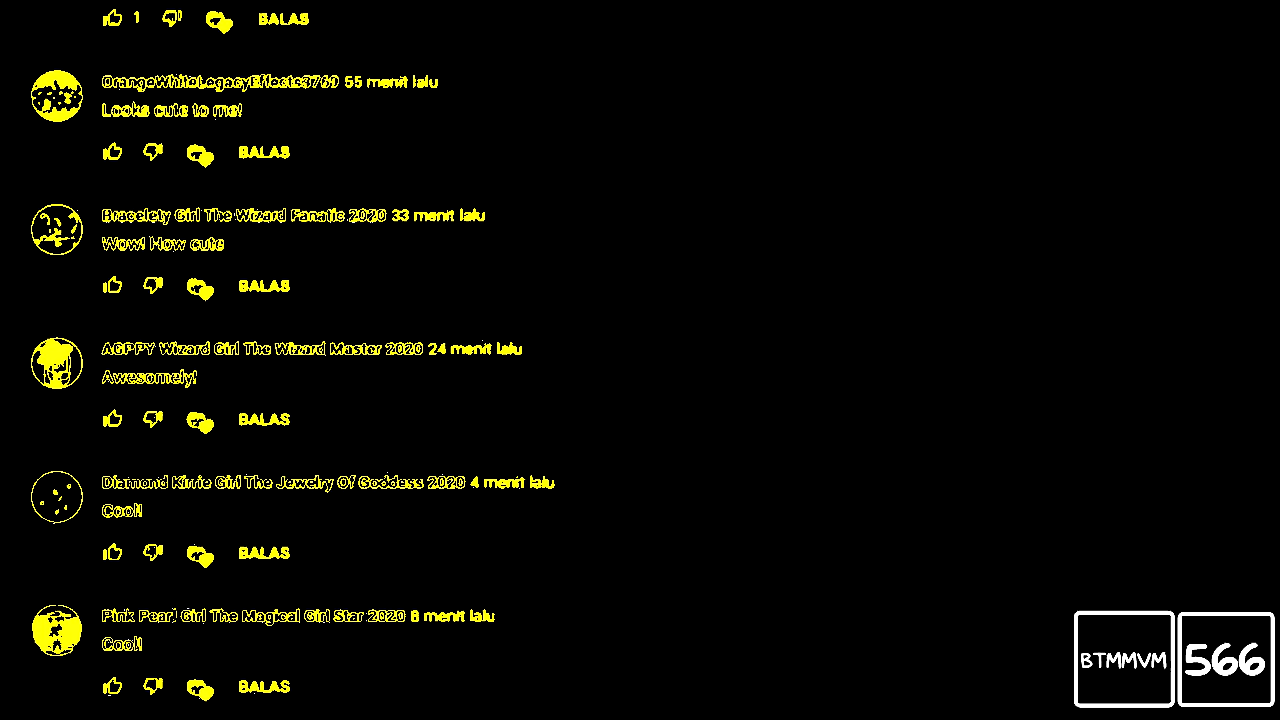 1 BALAS
OrangeWhiteLegacyEffects3769 55 menit lalu
Looks cute to me!
BALAS
Bracelety Girl The Wizard Fanatic 2020 33 menit lalu
Wow! How cute
BALAS
AGPPY Wizard Girl The Wizard Master 2020 24 menit lalu
Awesomely!
BALAS
Diamond Kirrie Girl The Jewelry Of Goddess 2020 4 menit lalu
Cool!
BALAS
Pink Pearl Girl The Magical Girl Star 2020 8 menit lalu
Cool!
BALAS
BTMMVM 566